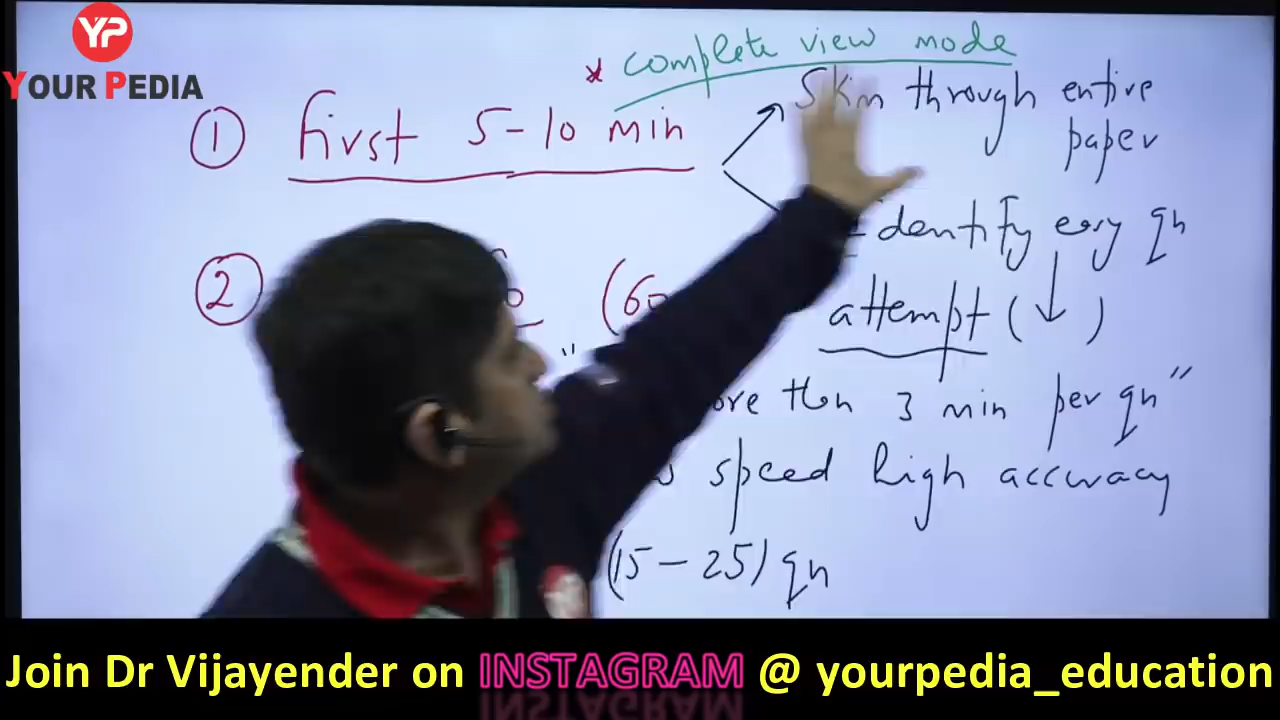 YP
YOUR PEDIA
* complete view mode
① first 5-10 min
Skim through entire
paper
Identify easy qn
② (60
attempt (↓)
"
than 3 min per qn"
speed high accuracy
(15-25) qn
Join Dr Vijayender on INSTAGRAM @ yourpedia_education